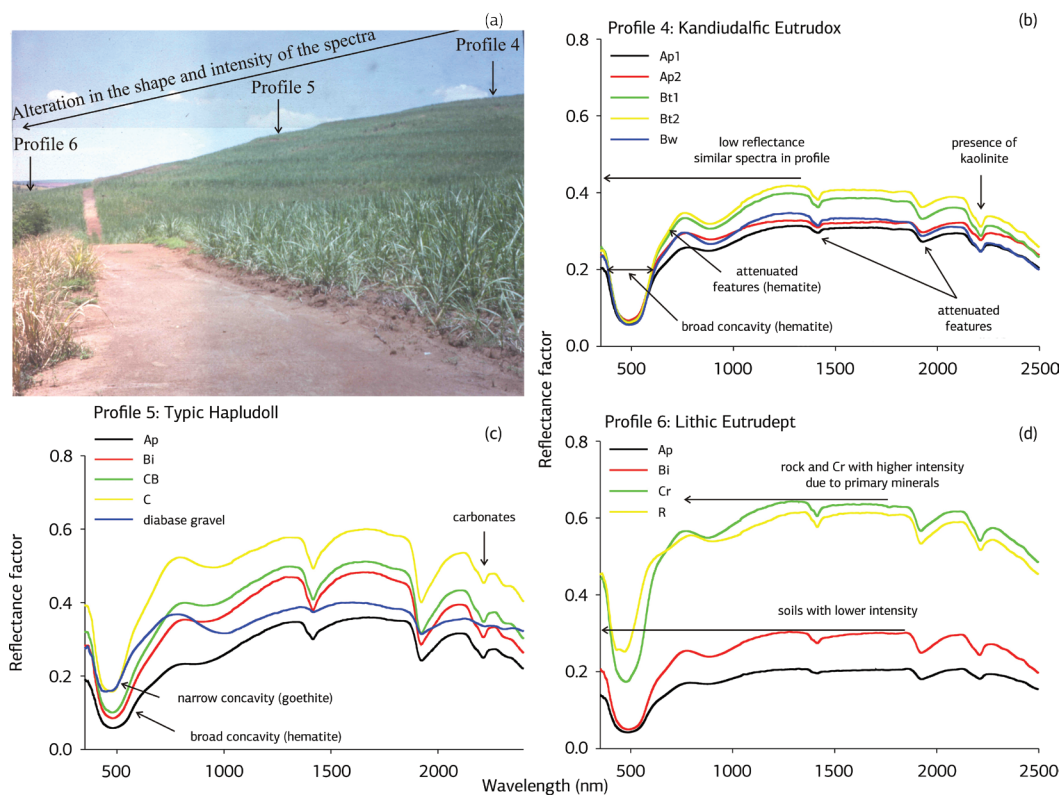 (a)
Alteration in the shape and intensity of the spectra
Profile 4
Profile 5
Profile 6
Profile 4: Kandiudalfic Eutrudox
(b)
0.8
0.6
0.4
0.2
0.0
Ap1
Ap2
Bt1
Bt2
Bw
low reflectance
similar spectra in profile
presence of
kaolinite
attenuated
features (hematite)
broad concavity (hematite)
attenuated
features
500
1000
1500
2000
2500
Reflectance factor
Profile 5: Typic Hapludoll
(c)
0.8
0.6
0.4
0.2
0.0
Ap
Bi
CB
C
diabase gravel
carbonates
narrow concavity (goethite)
broad concavity (hematite)
500
1000
1500
2000
Reflectance factor
Profile 6: Lithic Eutrudept
(d)
0.8
0.6
0.4
0.2
0.0
Ap
Bi
Cr
R
rock and Cr with higher intensity
due to primary minerals
soils with lower intensity
500
1000
1500
2000
2500
Wavelength (nm)